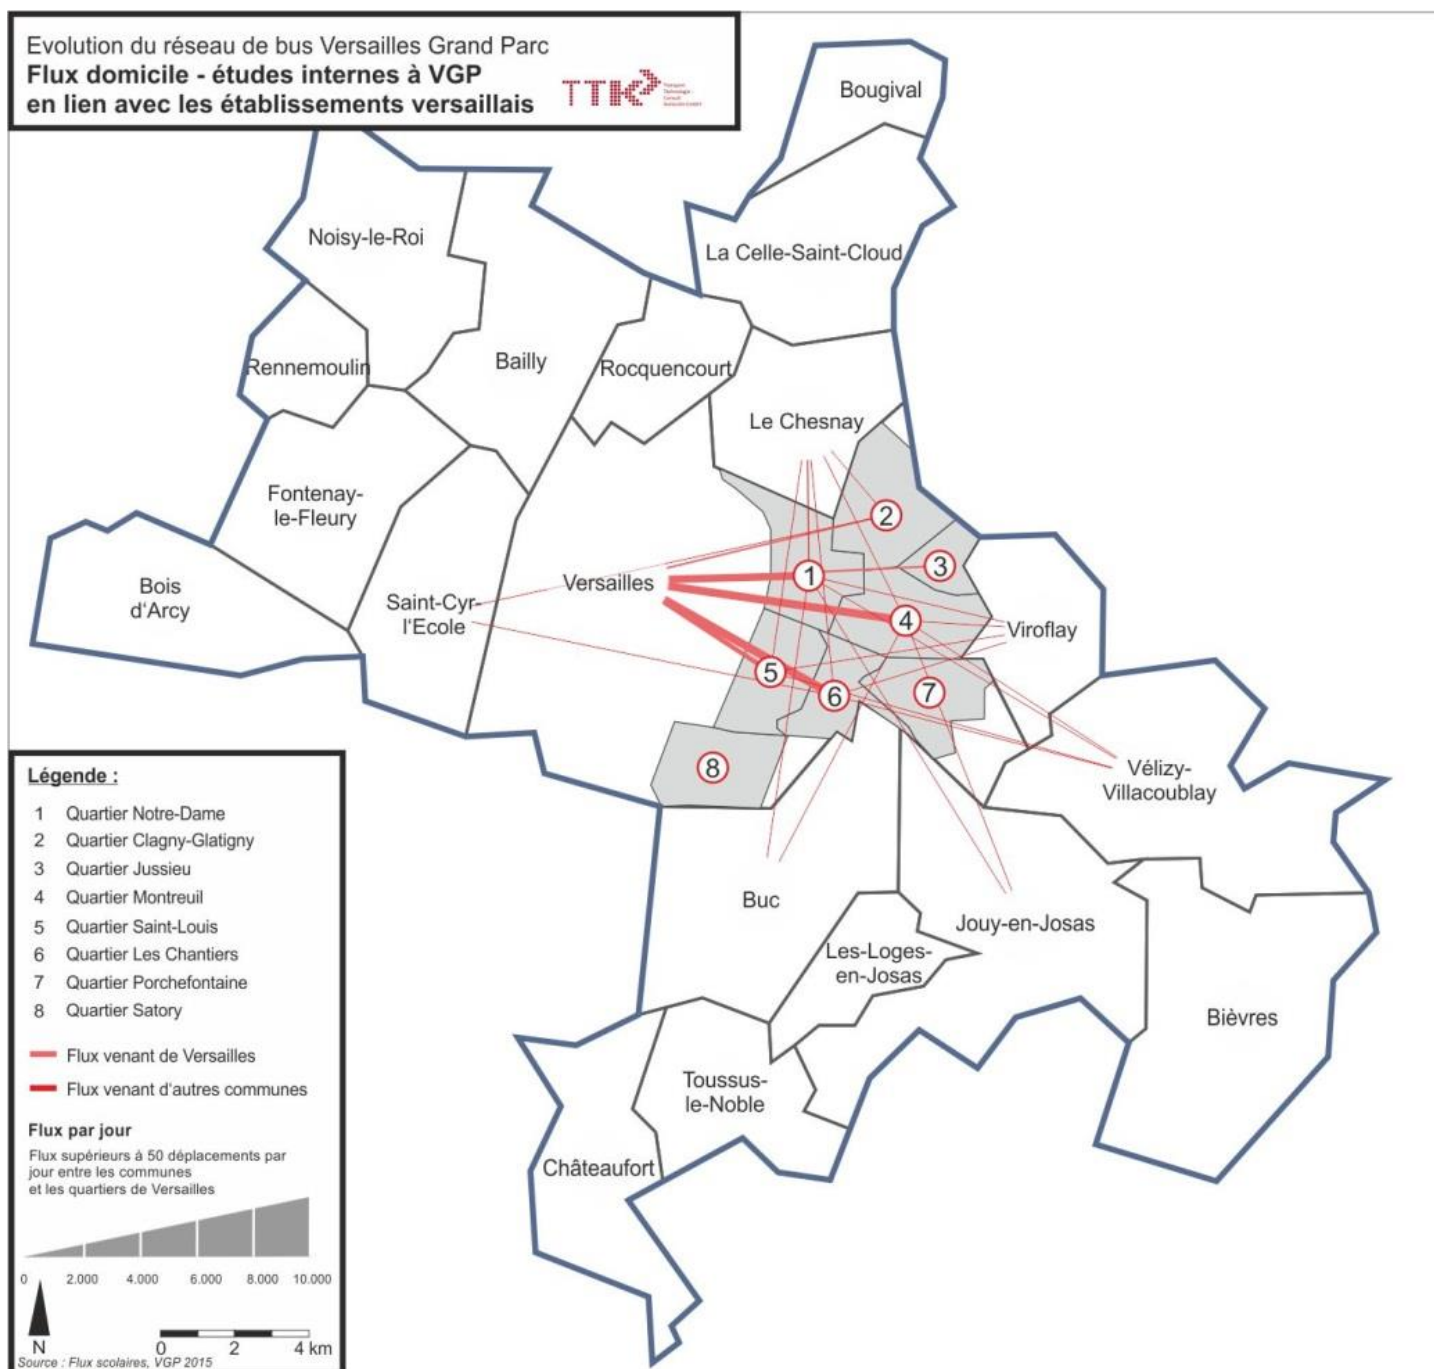 Evolution du réseau de bus Versailles Grand Parc
Flux domicile - études internes à VGP
en lien avec les établissements versaillais
TTK
Bougival
La Celle-Saint-Cloud
Noisy-le-Roi
Rennemoulin
Bailly
Rocquencourt
Le Chesnay
Fontenay-
le-Fleury
2
3
Bois
d'Arcy
Saint-Cyr-
l'Ecole
Versailles
1
4
Viroflay
5
6
7
8
Vélizy-
Villacoublay
Buc
Jouy-en-Josas
Les-Loges-
en-Josas
Bièvres
Toussus-
le-Noble
Châteaufort
Légende :
1 Quartier Notre-Dame
2 Quartier Clagny-Glatigny
3 Quartier Jussieu
4 Quartier Montreuil
5 Quartier Saint-Louis
6 Quartier Les Chantiers
7 Quartier Porchefontaine
8 Quartier Satory
Flux venant de Versailles
Flux venant d'autres communes
Flux par jour
Flux supérieurs à 50 déplacements par
jour entre les communes
et les quartiers de Versailles
0 2.000 4.000 6.000 8.000 10.000
N
0 2 4 km
Source : Flux scolaires, VGP 2015